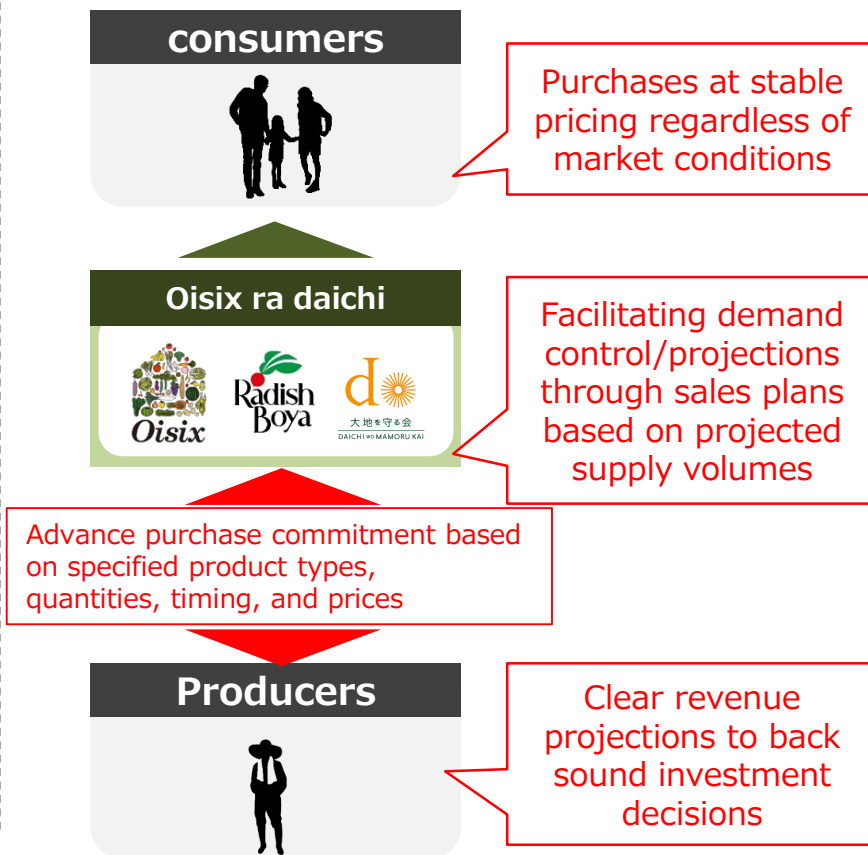 consumers
Purchases at stable
pricing regardless of
market conditions
Oisix ra daichi
Oisix
Radish
Boya
d
大地を守る会
DAICHI WO MAMORU KAI
Facilitating demand
control/projections
through sales plans
based on projected
supply volumes
Advance purchase commitment based
on specified product types,
quantities, timing, and prices
Producers
Clear revenue
projections to back
sound investment
decisions